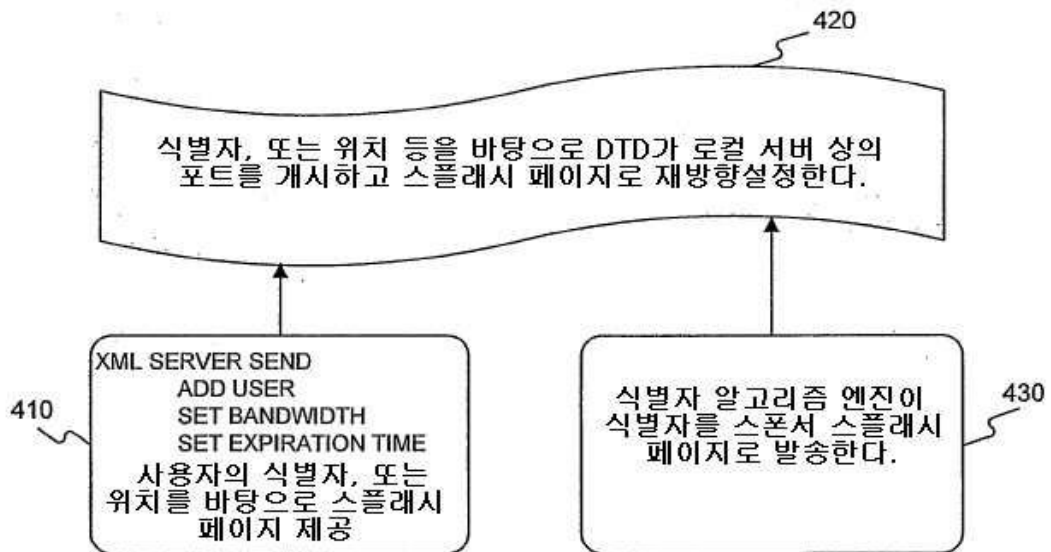 420
식별자, 또는 위치 등을 바탕으로 DTD가 로컬 서버 상의
포트를 개시하고 스플래시 페이지로 재방향설정한다.
410
XML SERVER SEND
ADD USER
SET BANDWIDTH
SET EXPIRATION TIME
사용자의 식별자, 또는
위치를 바탕으로 스플래시
페이지 제공
식별자 알고리즘 엔진이
식별자를 스폰서 스플래시
페이지로 발송한다.
430